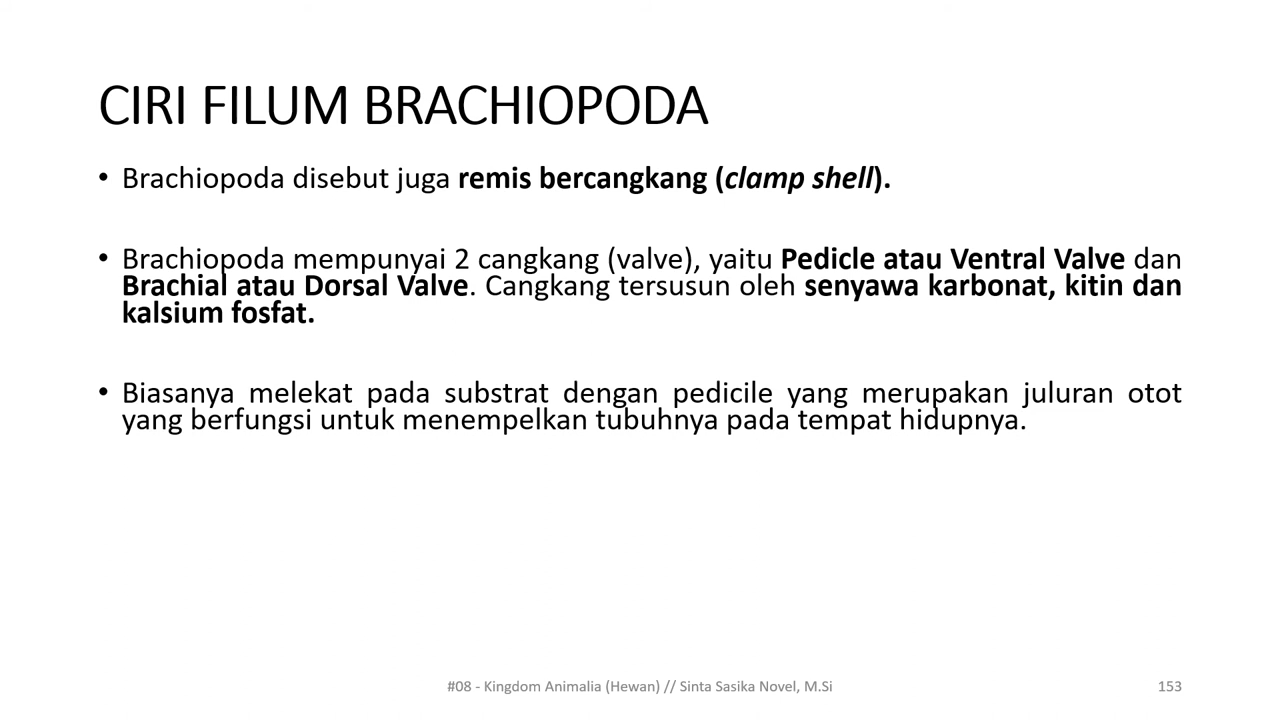 CIRI FILUM BRACHIOPODA
• Brachiopoda disebut juga remis bercangkang (clamp shell).
• Brachiopoda mempunyai 2 cangkang (valve), yaitu Pedicle atau Ventral Valve dan
Brachial atau Dorsal Valve. Cangkang tersusun oleh senyawa karbonat, kitin dan
kalsium fosfat.
• Biasanya melekat pada substrat dengan pedicile yang merupakan juluran otot
yang berfungsi untuk menempelkan tubuhnya pada tempat hidupnya.
#08 - Kingdom Animalia (Hewan) // Sinta Sasika Novel, M.Si
153